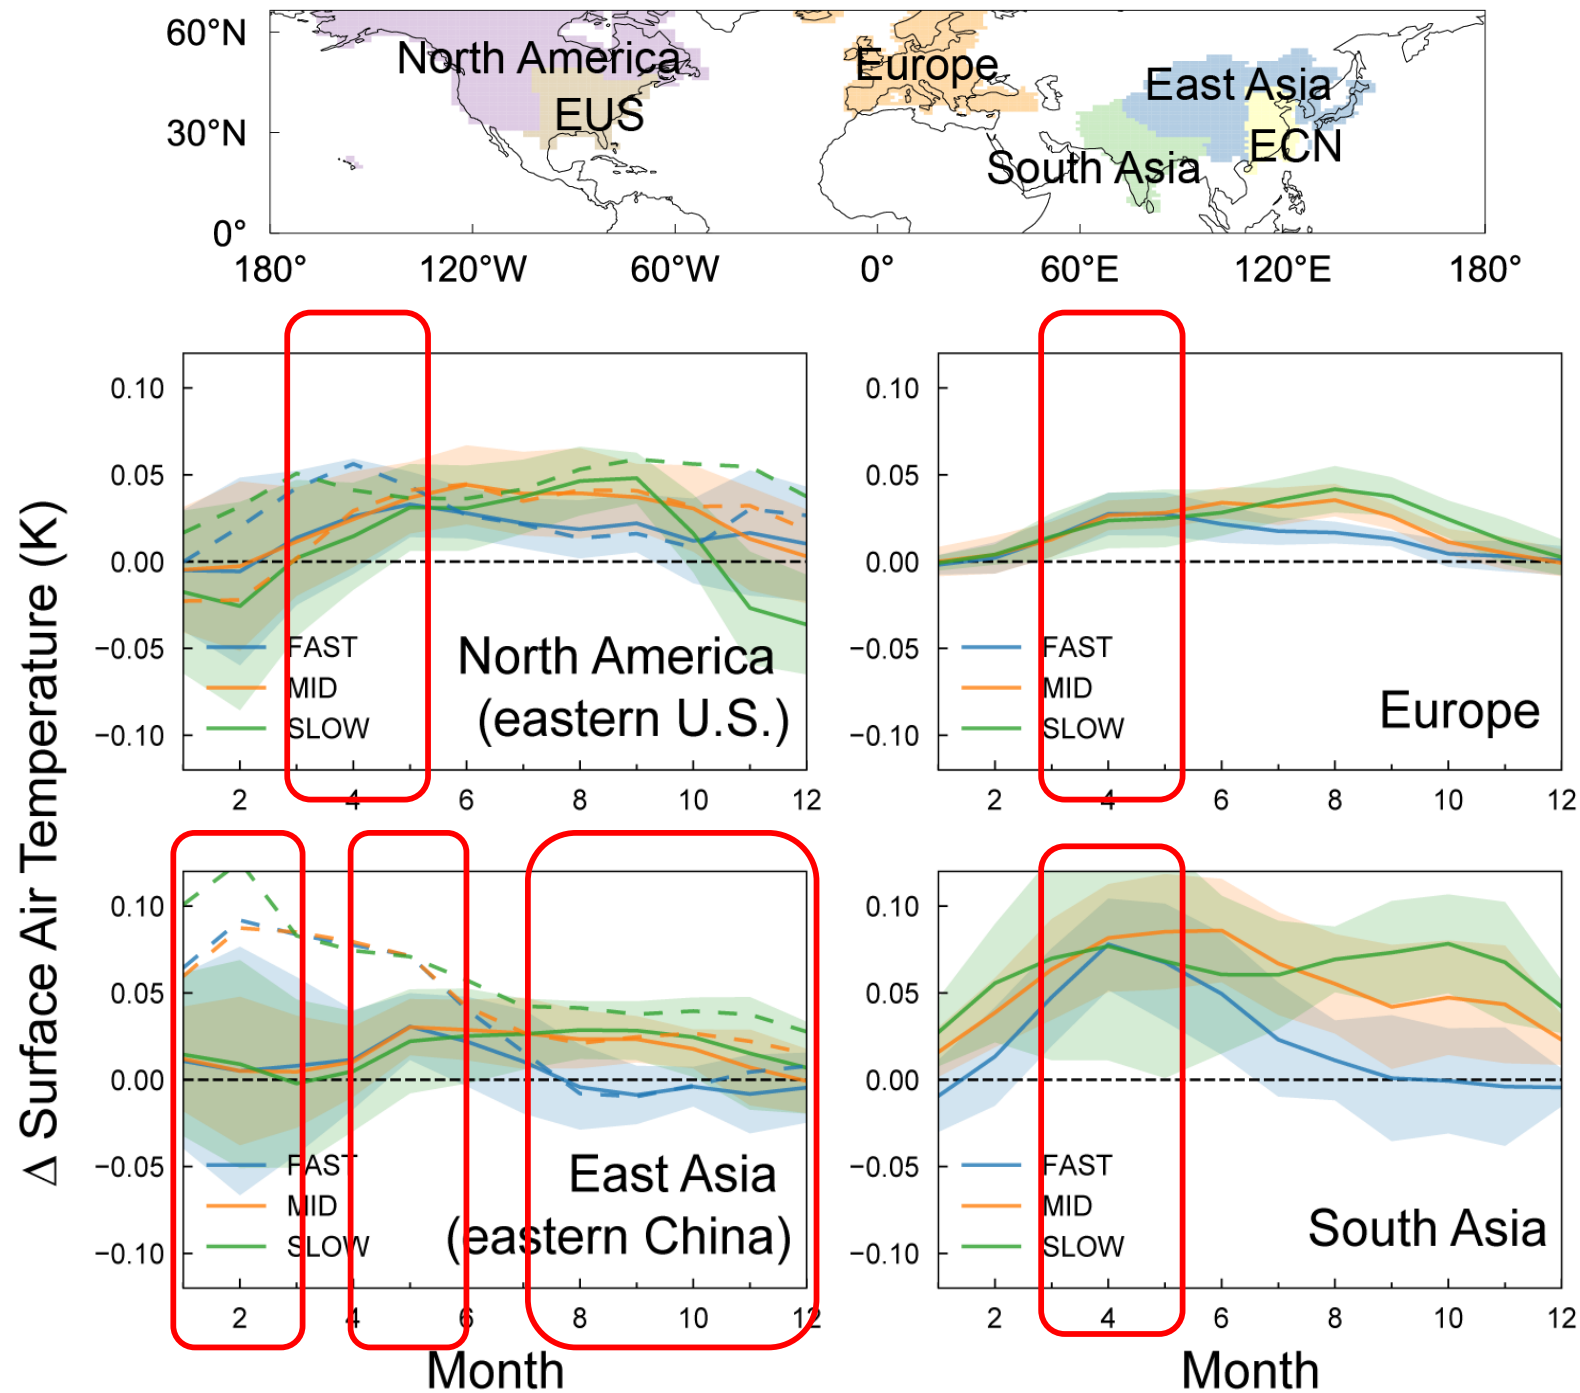 60°N
30°N
0°
North America
EUS
Europe
East Asia
ECN
South Asia
180° 120°W 60°W 0° 60°E 120°E 180°
Δ Surface Air Temperature (K)
0.10
0.05
0.00
−0.05
−0.10
FAST
MID
SLOW
North America
(eastern U.S.)
2 4 6 8 10 12
0.10
0.05
0.00
−0.05
−0.10
FAST
MID
SLOW
Europe
2 4 6 8 10 12
0.10
0.05
0.00
−0.05
−0.10
FAST
MID
SLOW
East Asia
(eastern China)
2 4 6 8 10 12
Month
0.10
0.05
0.00
−0.05
−0.10
FAST
MID
SLOW
South Asia
2 4 6 8 10 12
Month